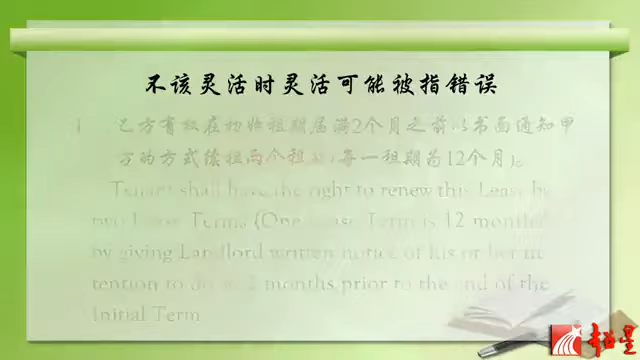 不该灵活时灵活可能被指错误
乙方有权在初始租期届满2个月之前以书面通知甲
方的方式续租两个租期(每一租期为12个月)。
Tenant shall have the right to renew this Lease by
two Lease Terms (One Lease Term is 12 months)
by giving Landlord written notice of his or her in-
tention to do so 2 months prior to the end of the
Initial Term